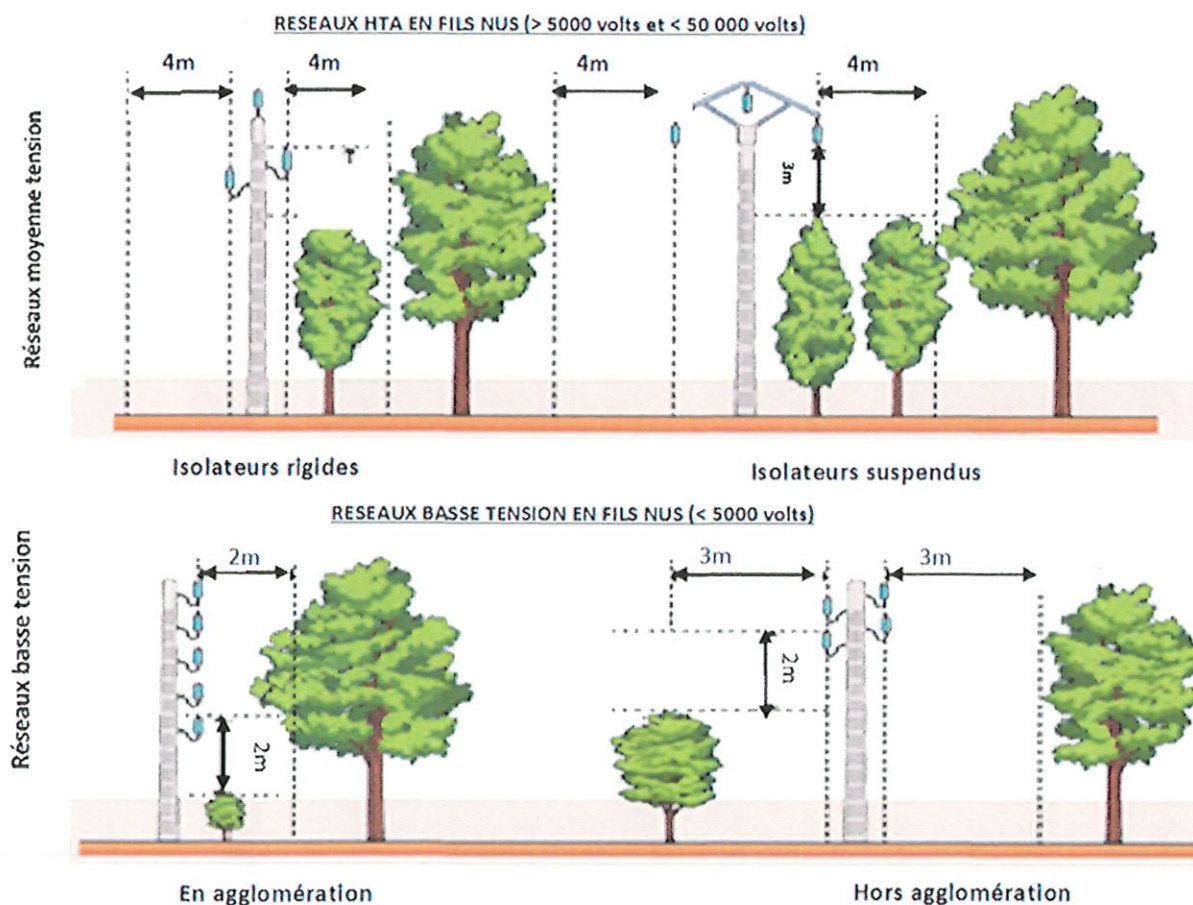 RESEAUX HTA EN FILS NUS (> 5000 volts et < 50 000 volts)
4m 4m 4m 4m
Réseaux moyenne tension
3m
Isolateurs rigides Isolateurs suspendus
RESEAUX BASSE TENSION EN FILS NUS (< 5000 volts)
2m 3m 3m
Réseaux basse tension
2m
2m
En agglomération Hors agglomération